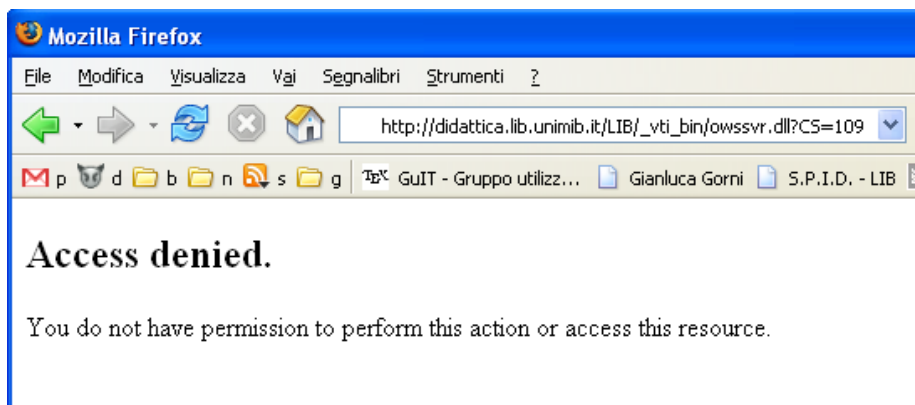 Mozilla Firefox
File Modifica Visualizza Vai Segnalibri Strumenti ?
http://didattica.lib.unimib.it/LIB/_vti_bin/owssvr.dll?CS=109
p d b n s g TEX GuIT - Gruppo utilizz... Gianluca Gorni S.P.I.D. - LIB
Access denied.
You do not have permission to perform this action or access this resource.